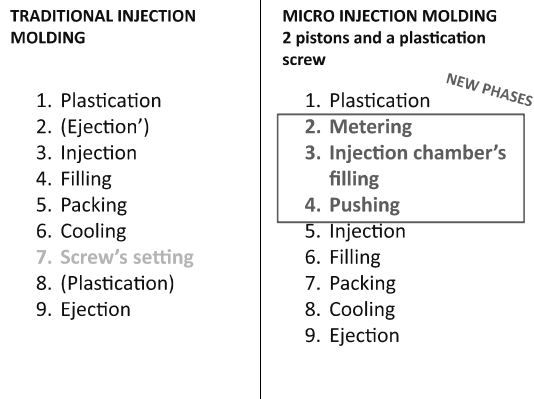 TRADITIONAL INJECTION
MOLDING
1. Plastication
2. (Ejection')
3. Injection
4. Filling
5. Packing
6. Cooling
7. Screw's setting
8. (Plastication)
9. Ejection
MICRO INJECTION MOLDING
2 pistons and a plastication
screw
NEW PHASES
1. Plastication
2. Metering
3. Injection chamber's
filling
4. Pushing
5. Injection
6. Filling
7. Packing
8. Cooling
9. Ejection